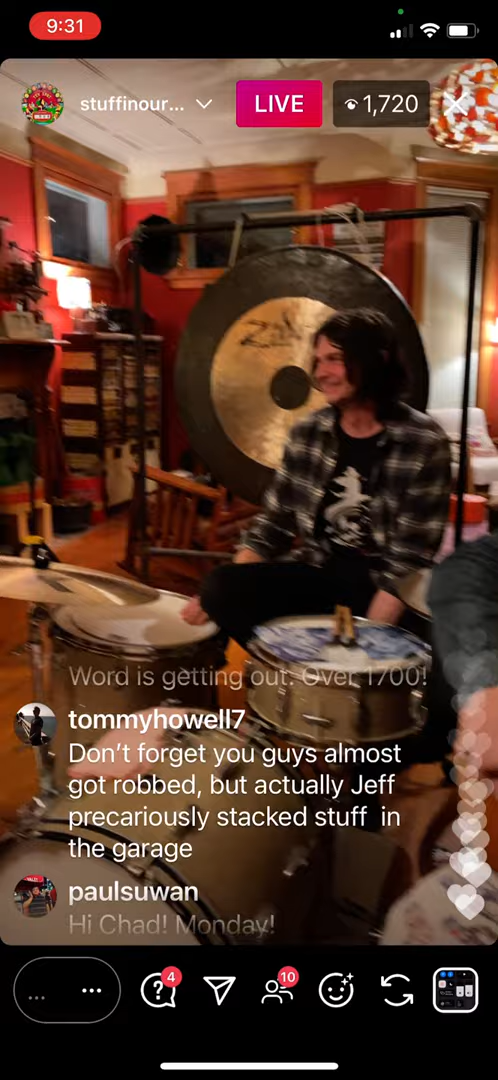 9:31
stuffinour...
LIVE
1,720
Word is getting out. Over 1700!
tommyhowell7
Don't forget you guys almost
got robbed, but actually Jeff
precariously stacked stuff in
the garage
paulsuwan
Hi Chad! Monday!
4
10